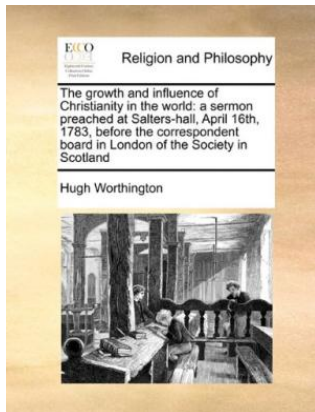 ECCO
Religion and Philosophy
The growth and influence of
Christianity in the world: a sermon
preached at Salters-hall, April 16th,
1783, before the correspondent
board in London of the Society in
Scotland
Hugh Worthington